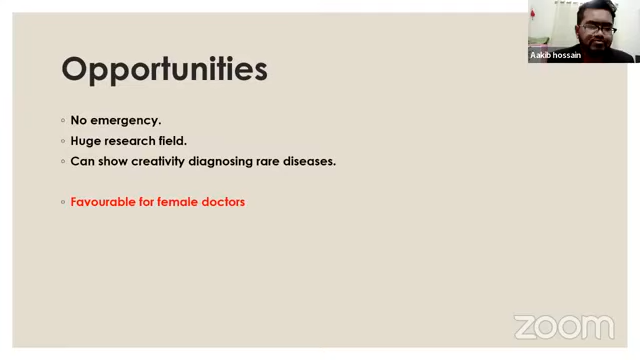 Aakib hossain
Opportunities
No emergency.
Huge research field.
Can show creativity diagnosing rare diseases.
Favourable for female doctors
zoom